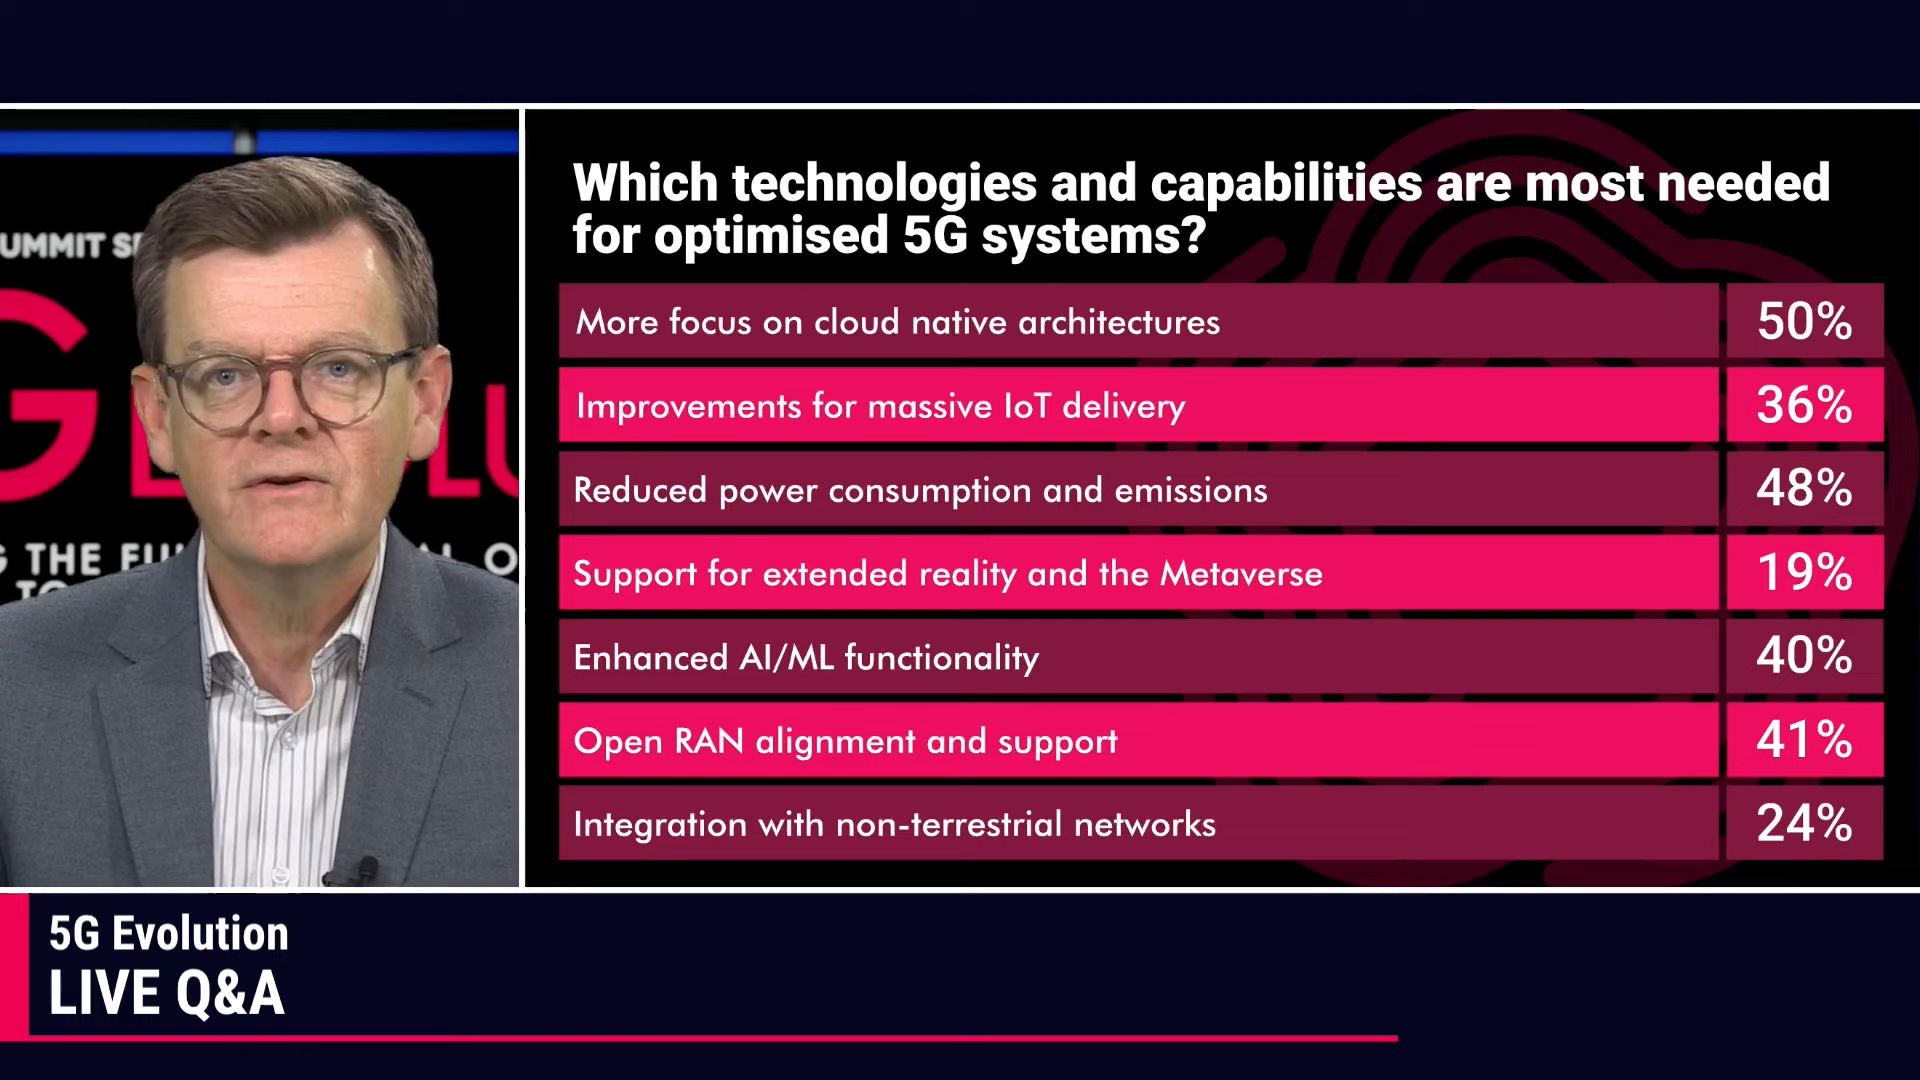 UMMIT
G
THE
Which technologies and capabilities are most needed
for optimised 5G systems?
More focus on cloud native architectures 50%
Improvements for massive IoT delivery 36%
Reduced power consumption and emissions 48%
Support for extended reality and the Metaverse 19%
Enhanced AI/ML functionality 40%
Open RAN alignment and support 41%
Integration with non-terrestrial networks 24%
5G Evolution
LIVE Q&A